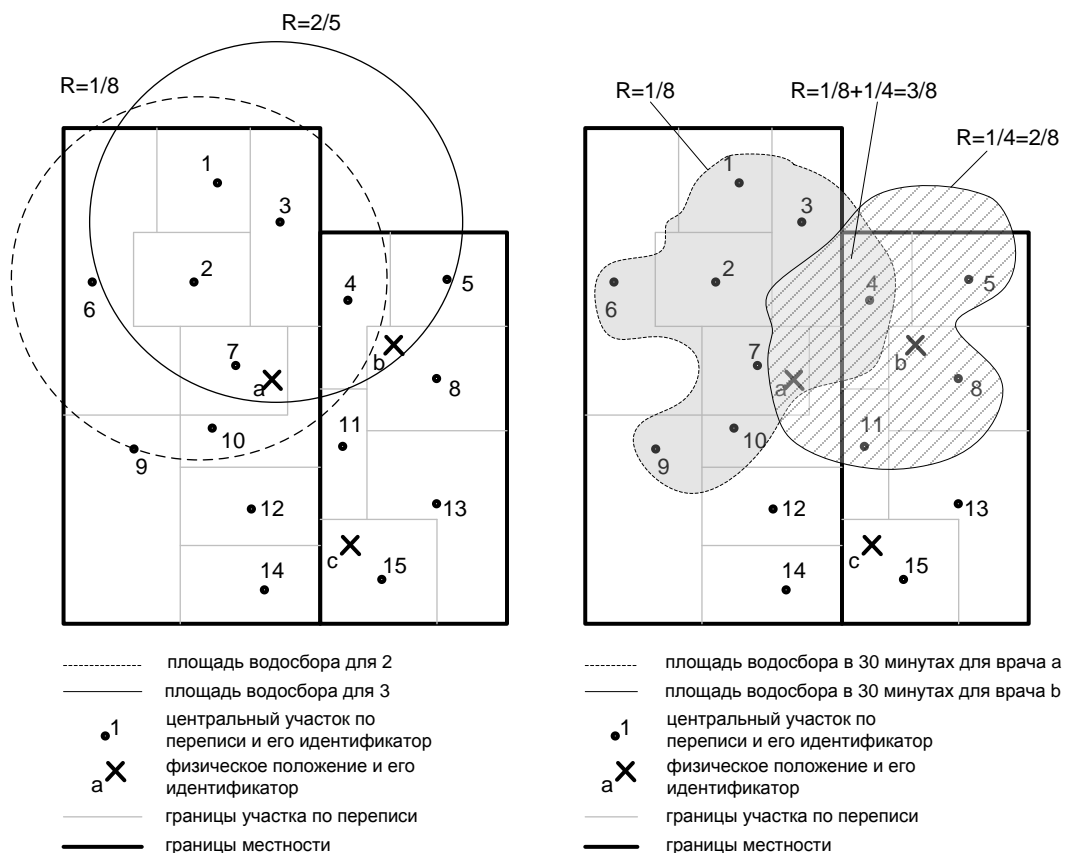 R=2/5
R=1/8
1
3
2
6
4
5
7
a
b
8
10
11
9
12
13
c
14
15
площадь водосбора для 2
площадь водосбора для 3
1
центральный участок по
переписи и его идентификатор
a
физическое положение и его
идентификатор
границы участка по переписи
границы местности
R=1/8
R=1/8+1/4=3/8
R=1/4=2/8
1
3
2
6
4
5
7
a
b
8
10
11
9
12
13
c
14
15
площадь водосбора в 30 минутах для врача a
площадь водосбора в 30 минутах для врача b
1
центральный участок по
переписи и его идентификатор
a
физическое положение и его
идентификатор
границы участка по переписи
границы местности